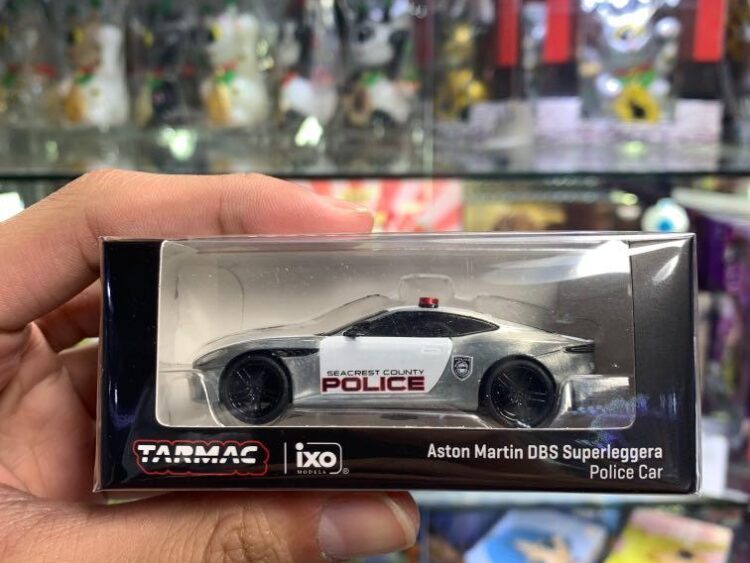 SEACREST COUNTY
POLICE
TARMAC
ixo
MODELS
®
Aston Martin DBS Superleggera
Police Car